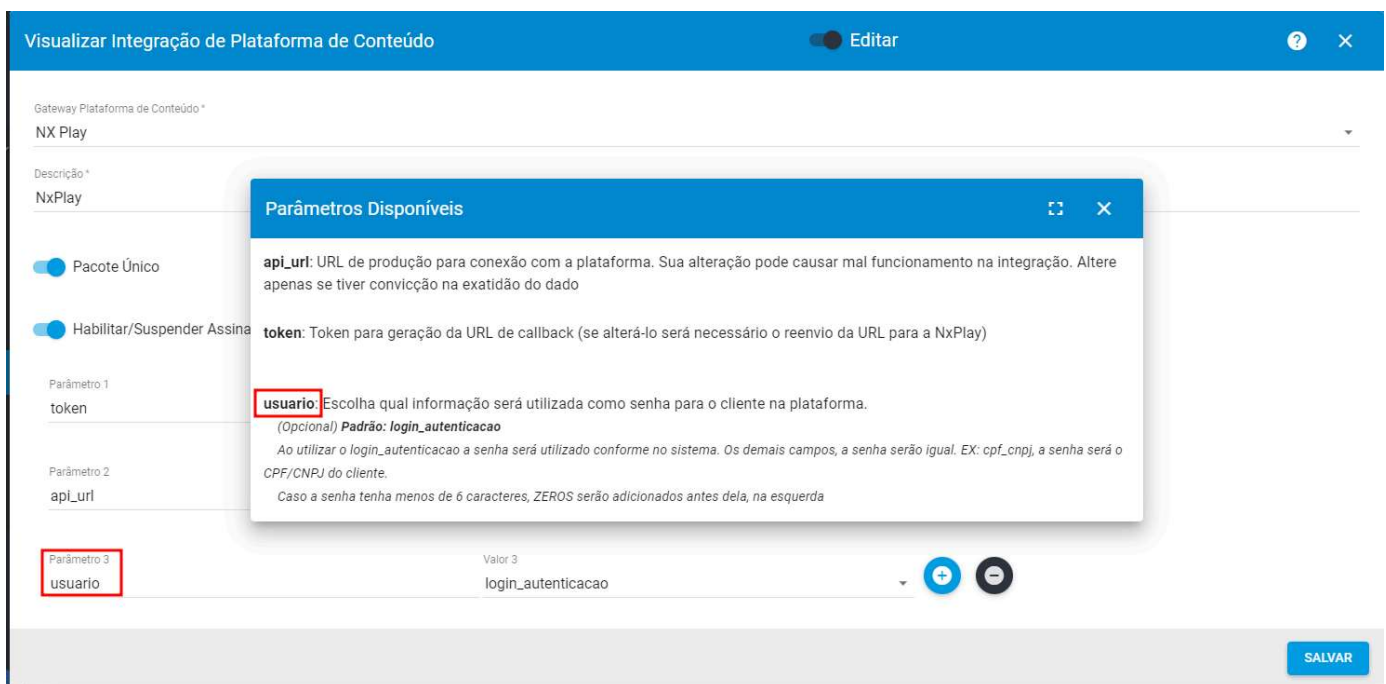 Visualizar Integração de Plataforma de Conteúdo
Editar
Gateway Plataforma de Conteúdo *
NX Play
Descrição *
NxPlay
Parâmetros Disponíveis
Pacote Único
api_url: URL de produção para conexão com a plataforma. Sua alteração pode causar mal funcionamento na integração. Altere
apenas se tiver convicção na exatidão do dado
Habilitar/Suspender Assina
token: Token para geração da URL de callback (se alterá-lo será necessário o reenvio da URL para a NxPlay)
Parâmetro 1
token
usuario: Escolha qual informação será utilizada como senha para o cliente na plataforma.
(Opcional) Padrão: login_autenticacao
Ao utilizar o login_autenticacao a senha será utilizado conforme no sistema. Os demais campos, a senha serão igual. EX: cpf_cnpj, a senha será o
CPF/CNPJ do cliente.
Caso a senha tenha menos de 6 caracteres, ZEROS serão adicionados antes dela, na esquerda
Parâmetro 2
api_url
Parâmetro 3
usuario
Valor 3
login_autenticacao
SALVAR